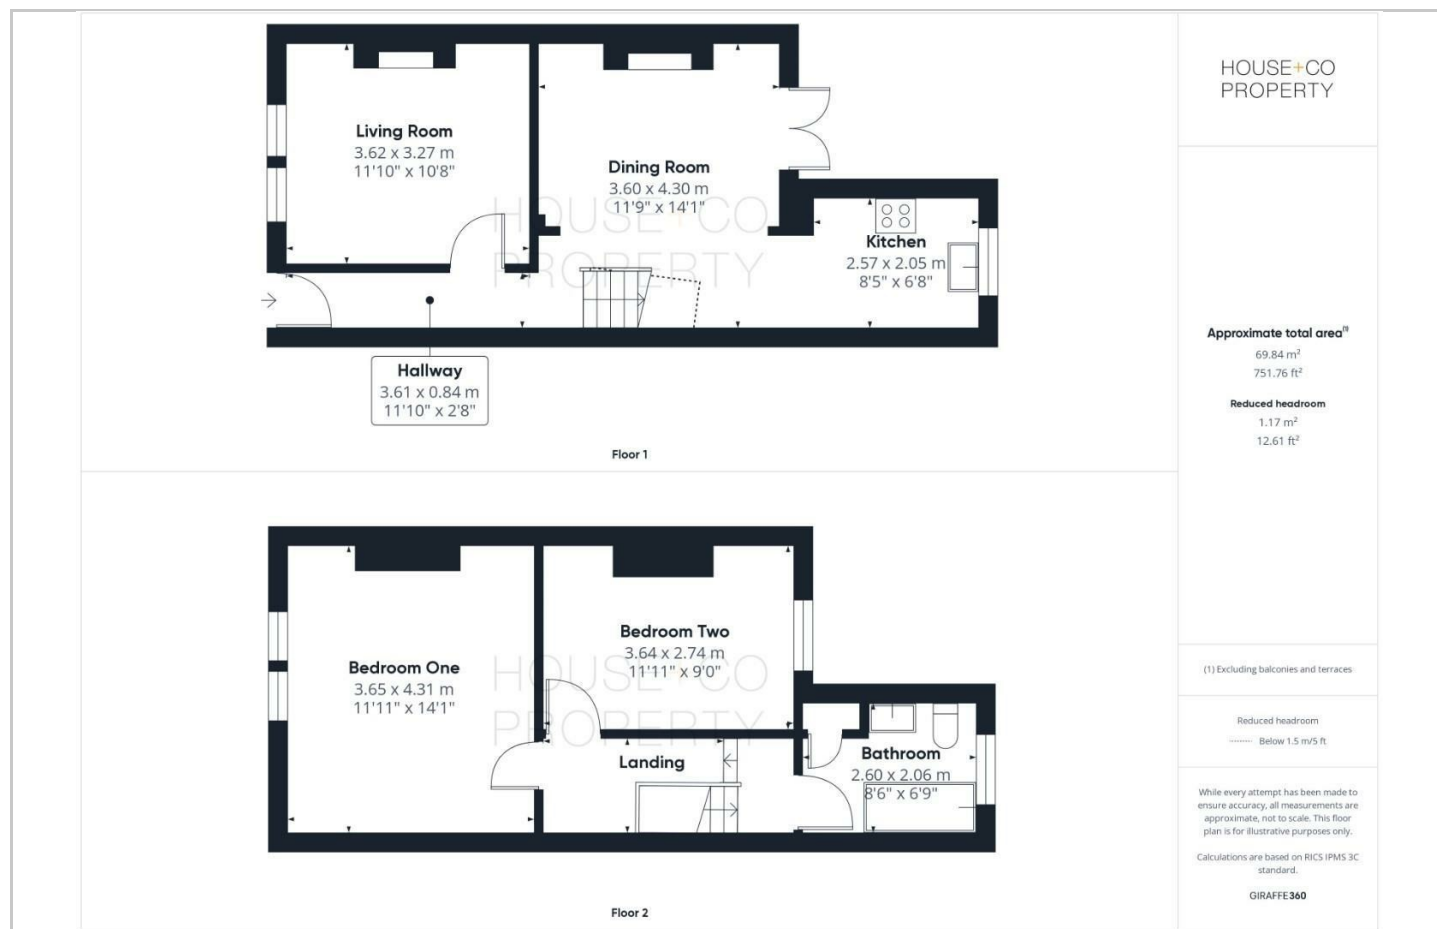 Living Room
3.62 x 3.27 m
11'10" x 10'8"
Dining Room
3.60 x 4.30 m
11'9" x 14'1"
Kitchen
2.57 x 2.05 m
8'5" x 6'8"
HOUSE+CO
PROPERTY
Hallway
3.61 x 0.84 m
11'10" x 2'8"
Floor 1
Bedroom One
3.65 x 4.31 m
11'11" x 14'1"
Bedroom Two
3.64 x 2.74 m
11'11" x 9'0"
HOUSE+CO
PROPERTY
Landing
Bathroom
2.60 x 2.06 m
8'6" x 6'9"
Floor 2
HOUSE+CO
PROPERTY
Approximate total area(1)
69.84 m²
751.76 ft²
Reduced headroom
1.17 m²
12.61 ft²
(1) Excluding balconies and terraces
Reduced headroom
Below 1.5 m/5 ft
While every attempt has been made to
ensure accuracy, all measurements are
approximate, not to scale. This floor
plan is for illustrative purposes only.
Calculations are based on RICS IPMS 3C
standard.
GIRAFFE360